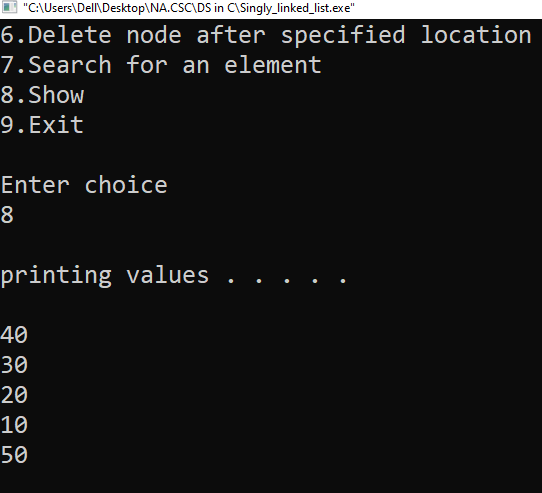 "C:\Users\Dell\Desktop\NA.CSC\DS in C\Singly_linked_list.exe"
6.Delete node after specified location
7.Search for an element
8.Show
9.Exit
Enter choice
8
printing values . . . . .
40
30
20
10
50